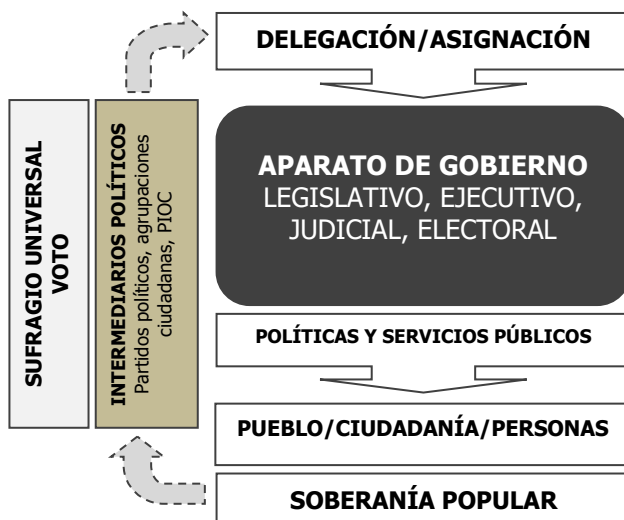 DELEGACIÓN/ASIGNACIÓN
SUFRAGIO UNIVERSAL
VOTO
INTERMEDIARIOS POLÍTICOS
Partidos políticos, agrupaciones
ciudadanas, PIOC
APARATO DE GOBIERNO
LEGISLATIVO, EJECUTIVO,
JUDICIAL, ELECTORAL
POLÍTICAS Y SERVICIOS PÚBLICOS
PUEBLO/CIUDADANÍA/PERSONAS
SOBERANÍA POPULAR